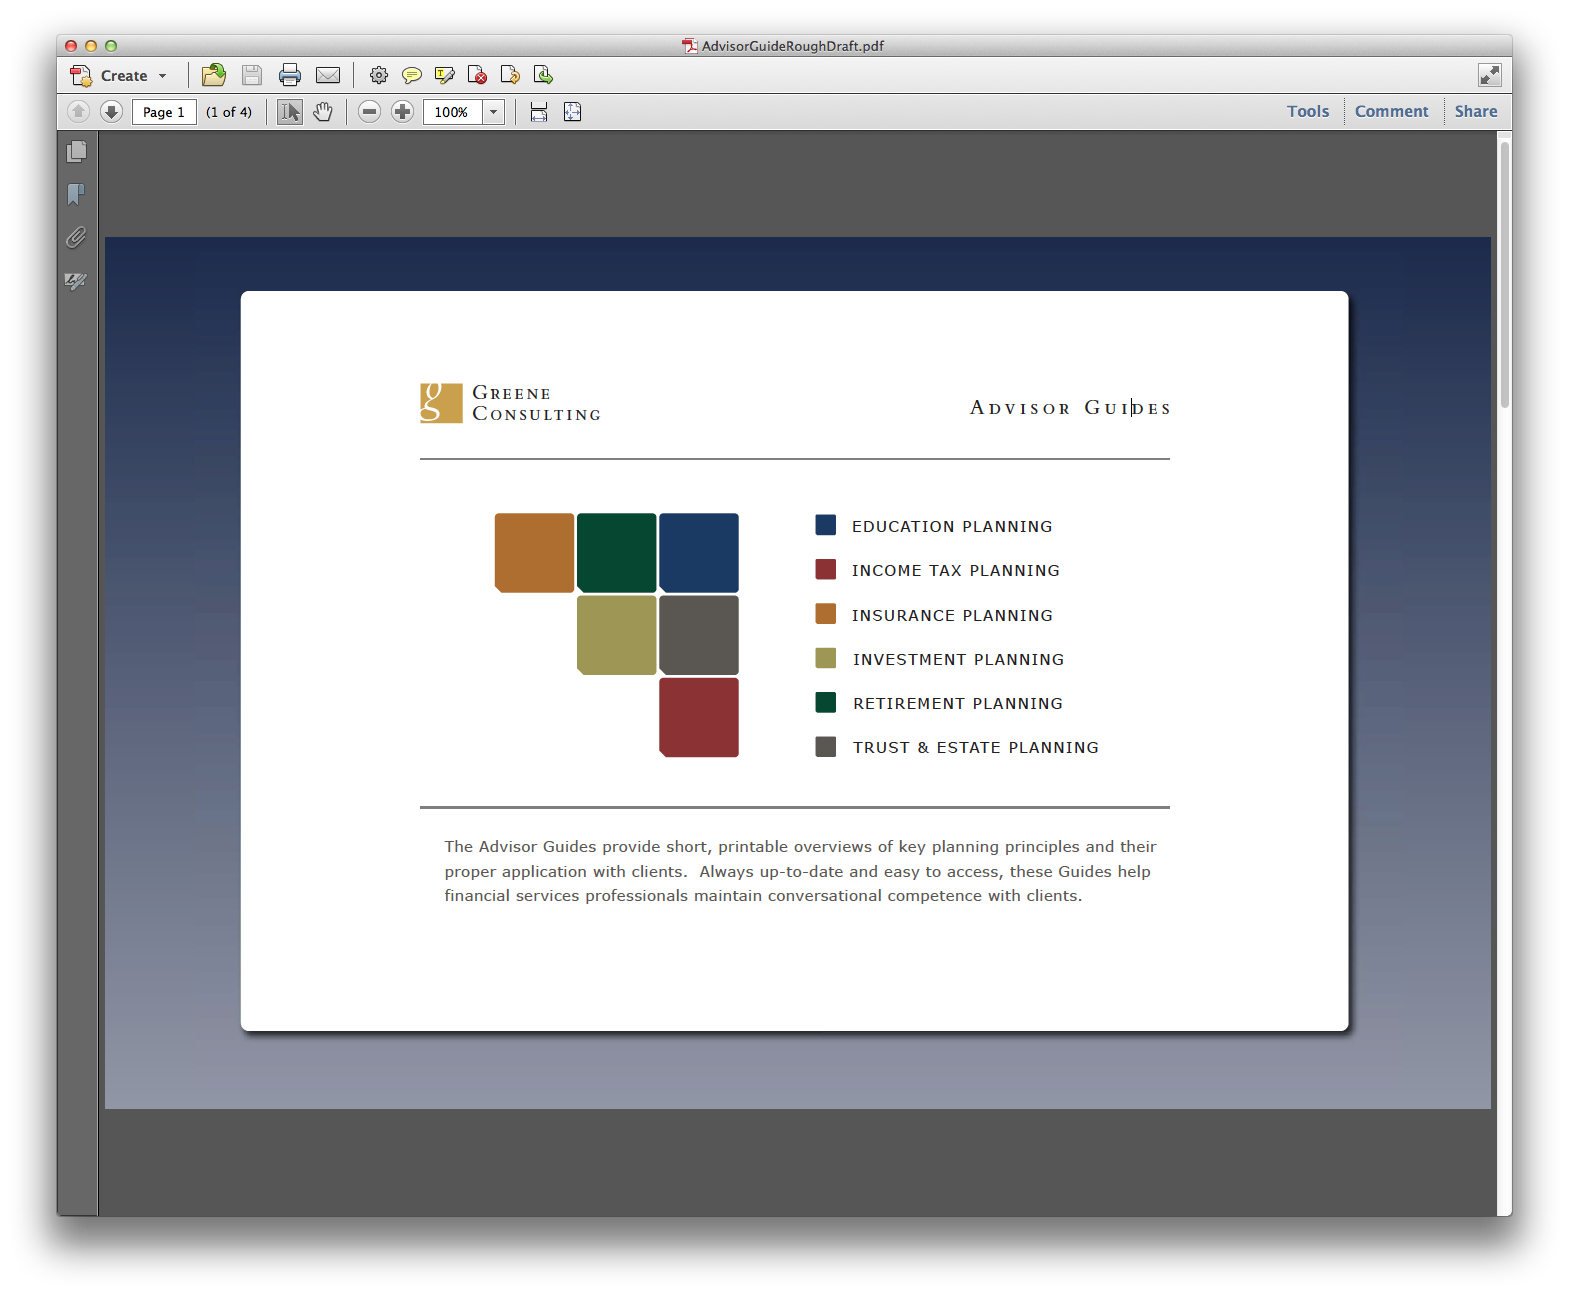 AdvisorGuideRoughDraft.pdf
Create
Page 1 (1 of 4) 100% Tools Comment Share
GREENE
CONSULTING
ADVISOR GUIDES
EDUCATION PLANNING
INCOME TAX PLANNING
INSURANCE PLANNING
INVESTMENT PLANNING
RETIREMENT PLANNING
TRUST & ESTATE PLANNING
The Advisor Guides provide short, printable overviews of key planning principles and their
proper application with clients.  Always up-to-date and easy to access, these Guides help
financial services professionals maintain conversational competence with clients.